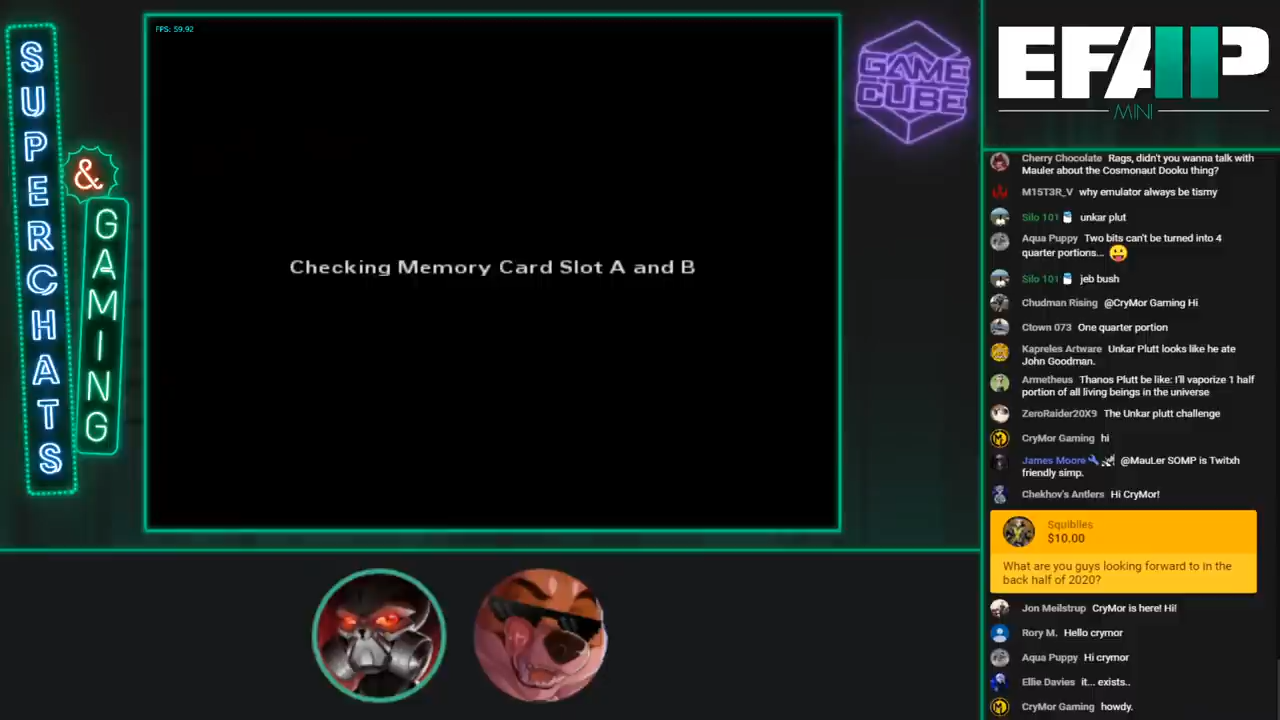 SUPERCHATS
&
GAMING
FPS: 59.92
Checking Memory Card Slot A and B
GAME
CUBE
EFAP
MINI
Cherry Chocolate Rags, didn't you wanna talk with
Mauler about the Cosmonaut Dooku thing?
M15T3R_V why emulator always be tismy
Silo 101 unkar plut
Aqua Puppy Two bits can't be turned into 4
quarter portions...
Silo 101 jeb bush
Chudman Rising @CryMor Gaming Hi
Ctown 073 One quarter portion
Kapreles Artware Unkar Plutt looks like he ate
John Goodman.
Armetheus Thanos Plutt be like: I'll vaporize 1 half
portion of all living beings in the universe
ZeroRaider20X9 The Unkar plutt challenge
CryMor Gaming hi
James Moore @MauLer SOMP is Twitxh
friendly simp.
Chekhov's Antlers Hi CryMor!
Squibiles
$10.00
What are you guys looking forward to in the
back half of 2020?
Jon Meilstrup CryMor is here! Hi!
Rory M. Hello crymor
Aqua Puppy Hi crymor
Ellie Davies it... exists..
CryMor Gaming howdy.